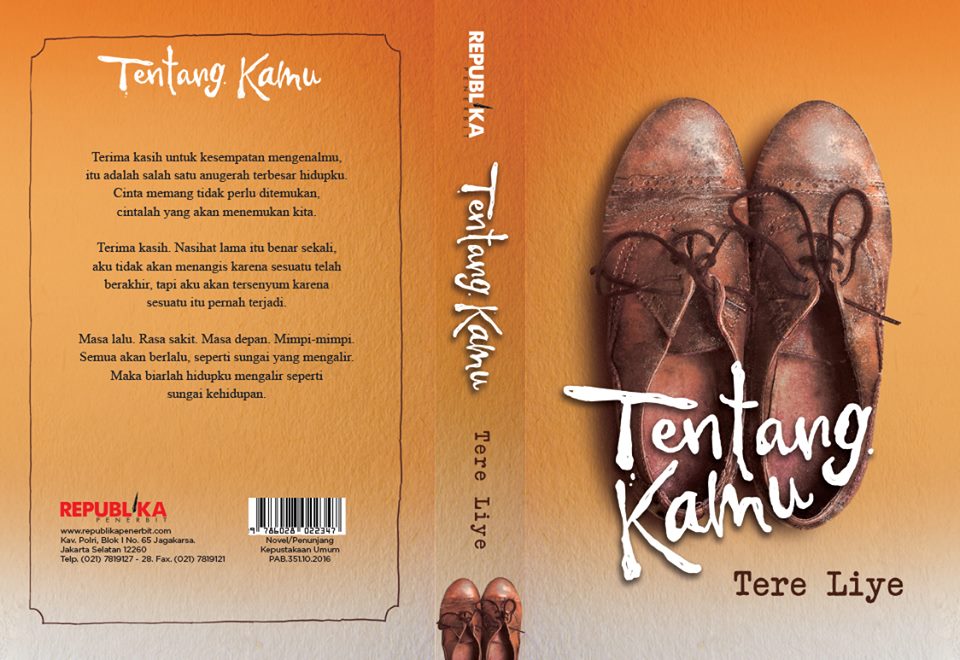 Tentang Kamu
Terima kasih untuk kesempatan mengenalmu,
itu adalah salah satu anugerah terbesar hidupku.
Cinta memang tidak perlu ditemukan,
cintalah yang akan menemukan kita.
Terima kasih. Nasihat lama itu benar sekali,
aku tidak akan menangis karena sesuatu telah
berakhir, tapi aku akan tersenyum karena
sesuatu itu pernah terjadi.
Masa lalu. Rasa sakit. Masa depan. Mimpi-mimpi.
Semua akan berlalu, seperti sungai yang mengalir.
Maka biarlah hidupku mengalir seperti
sungai kehidupan.
REPUBLIKA
PENERBIT
www.republikapenerbit.com
Kav. Polri, Blok I No. 65 Jagakarsa.
Jakarta Selatan 12260
Telp. (021) 7819127 - 28. Fax. (021) 7819121
9 786028 022347
Novel/Penunjang
Kepustakaan Umum
PAB.351.10.2016
REPUBLIKA
PENERBIT
Tentang Kamu
Tere Liye
Tentang
Kamu
Tere Liye